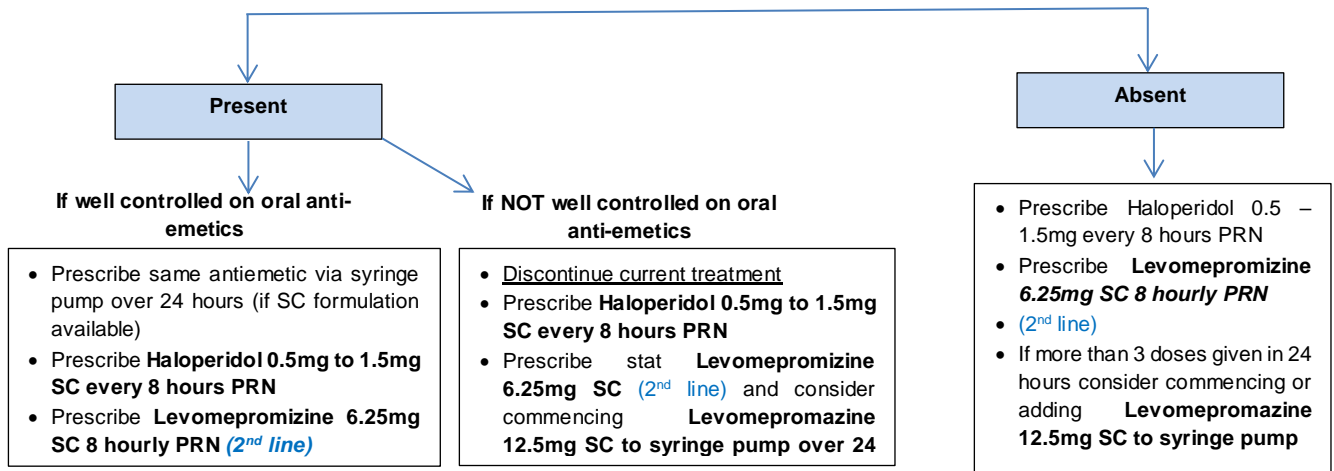 Present
Absent
If well controlled on oral anti-
emetics
• Prescribe same antiemetic via syringe
pump over 24 hours (if SC formulation
available)
• Prescribe Haloperidol 0.5mg to 1.5mg
SC every 8 hours PRN
• Prescribe Levomepromizine 6.25mg
SC 8 hourly PRN (2nd line)
If NOT well controlled on oral
anti-emetics
• Discontinue current treatment
• Prescribe Haloperidol 0.5mg to 1.5mg
SC every 8 hours PRN
• Prescribe stat Levomepromizine
6.25mg SC (2nd line) and consider
commencing Levomepromazine
12.5mg SC to syringe pump over 24
• Prescribe Haloperidol 0.5 –
1.5mg every 8 hours PRN
• Prescribe Levomepromizine
6.25mg SC 8 hourly PRN
• (2nd line)
• If more than 3 doses given in 24
hours consider commencing or
adding Levomepromazine
12.5mg SC to syringe pump